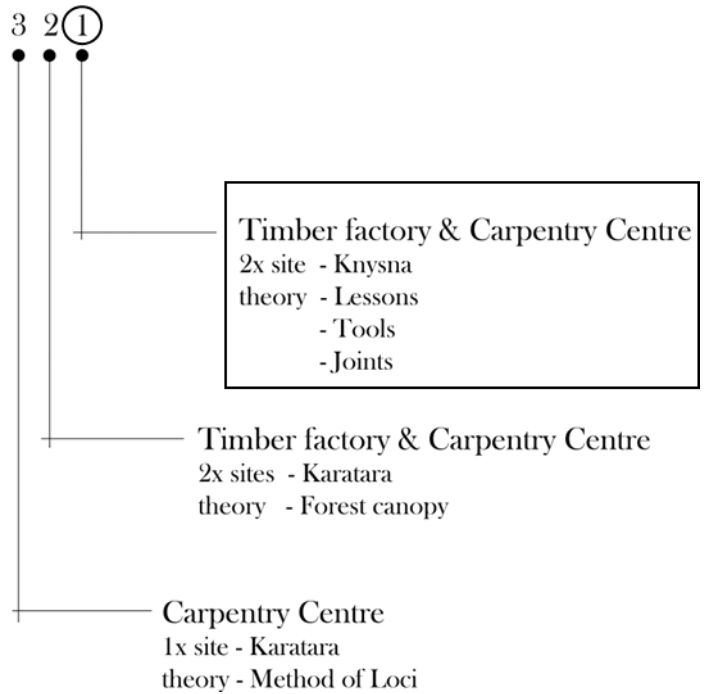 3 2 1
Timber factory & Carpentry Centre
2x site - Knysna
theory - Lessons
- Tools
- Joints
Timber factory & Carpentry Centre
2x sites - Karatara
theory - Forest canopy
Carpentry Centre
1x site - Karatara
theory - Method of Loci